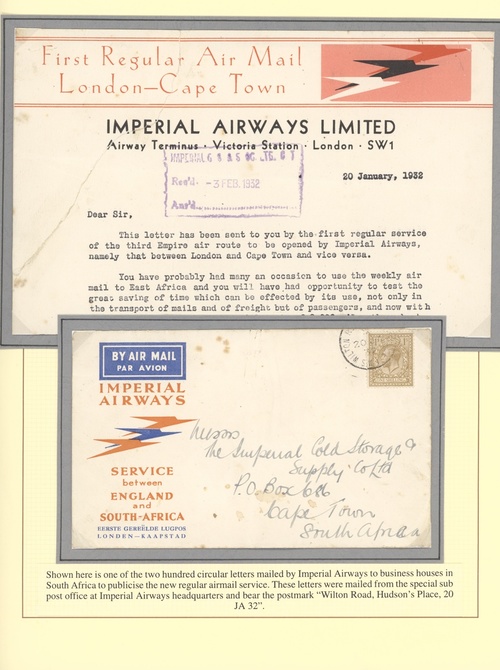 First Regular Air Mail
London—Cape Town
IMPERIAL AIRWAYS LIMITED
Airway Terminus · Victoria Station · London · SW1
IMPERIAL C S & S CO LTD. C T
Rec'd. -3 FEB. 1932
Ans'd.
20 January, 1932
Dear Sir,
This letter has been sent to you by the first regular service
of the third Empire air route to be opened by Imperial Airways,
namely that between London and Cape Town and vice versa.
You have probably had many an occasion to use the weekly air
mail to East Africa and you will have had opportunity to test the
great saving of time which can be effected by its use, not only in
the transport of mails and of freight but of passengers, and now with
BY AIR MAIL
PAR AVION
IMPERIAL
AIRWAYS
SERVICE
between
ENGLAND
and
SOUTH-AFRICA
EERSTE GEREELDE LUGPOS
LONDEN-KAAPSTAD
WILTON
20
Messrs
The Imperial Cold Storage &
Supply Co Ltd
P.O. Box 616
Cape Town
South Africa
Shown here is one of the two hundred circular letters mailed by Imperial Airways to business houses in
South Africa to publicise the new regular airmail service. These letters were mailed from the special sub
post office at Imperial Airways headquarters and bear the postmark “Wilton Road, Hudson's Place, 20
JA 32”.